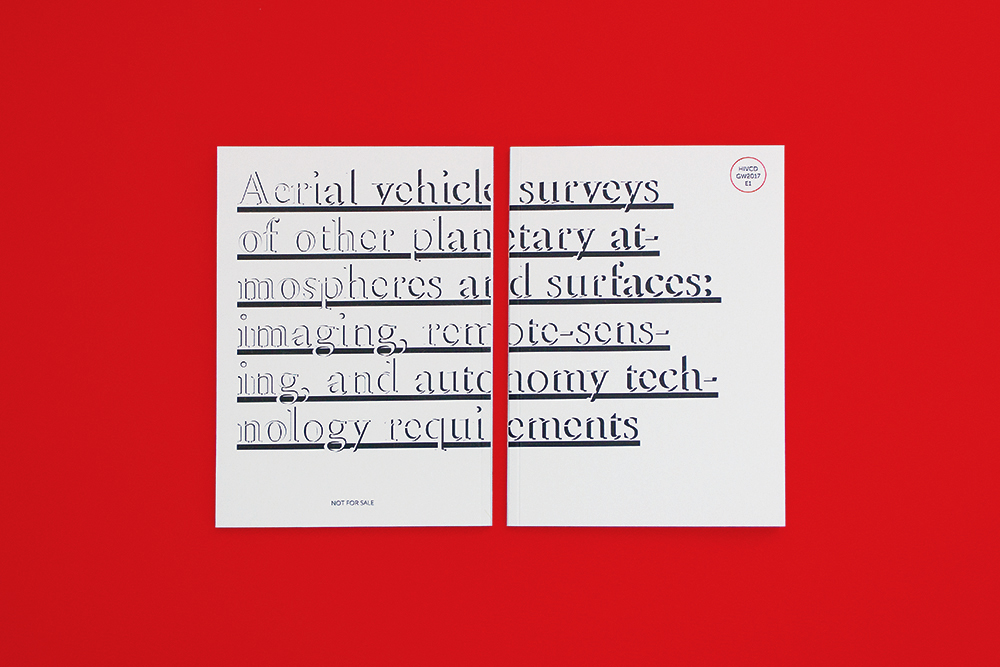 Aerial vehicle surveys
of other planetary at-
mospheres and surfaces:
imaging, remote-sens-
ing, and autonomy tech-
nology requirements
HIVCD
GW2017
E1
NOT FOR SALE